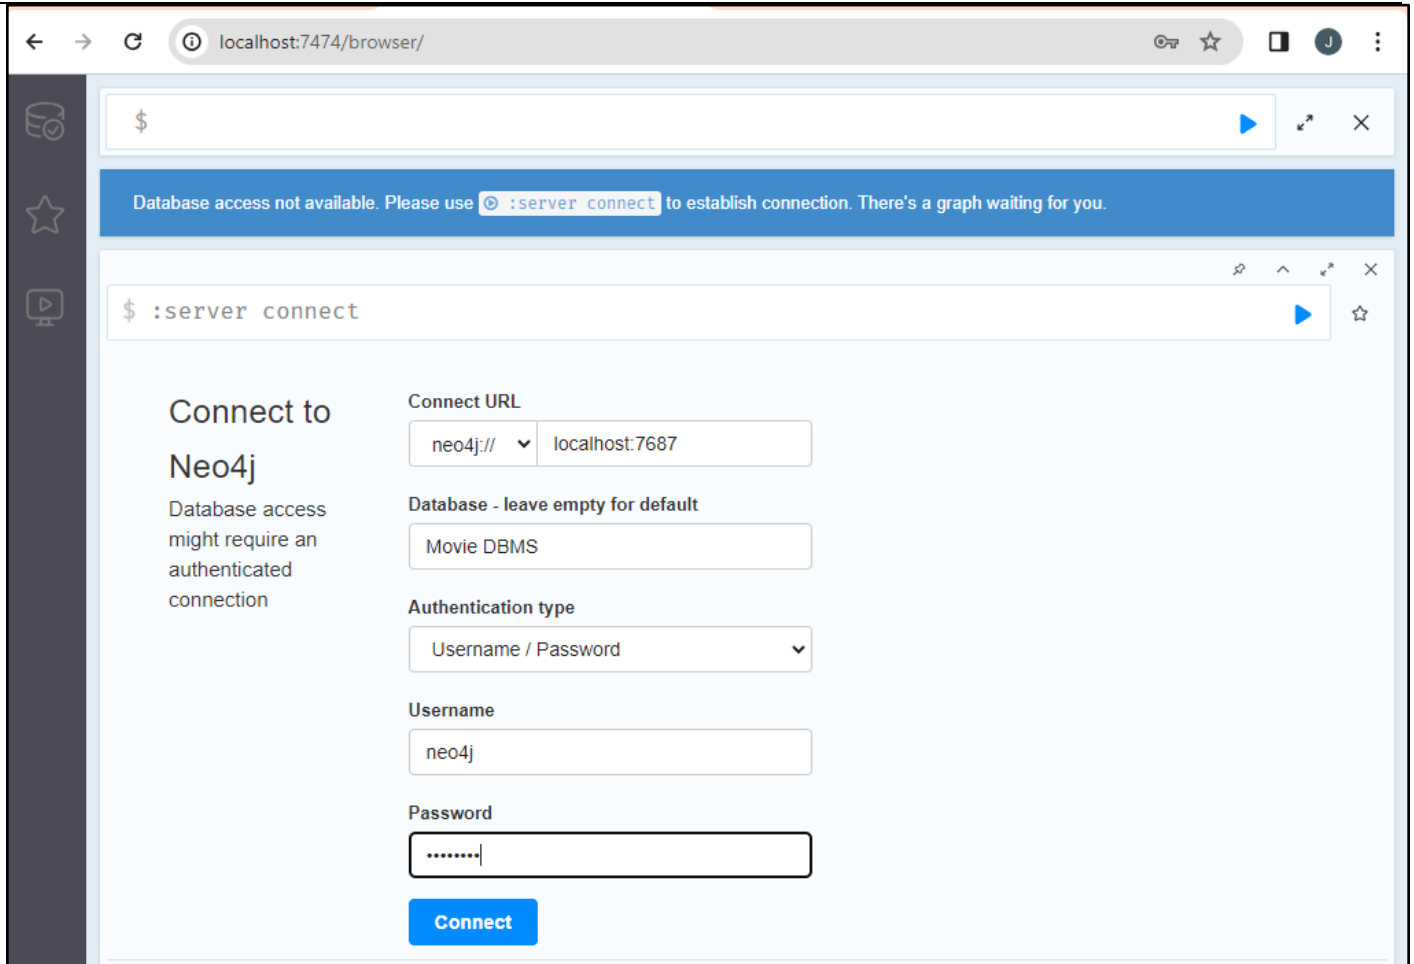 localhost:7474/browser/
J
$
Database access not available. Please use :server connect to establish connection. There's a graph waiting for you.
$ :server connect
Connect to
Neo4j
Database access
might require an
authenticated
connection
Connect URL
neo4j://
localhost:7687
Database - leave empty for default
Movie DBMS
Authentication type
Username / Password
Username
neo4j
Password
••••••••
Connect